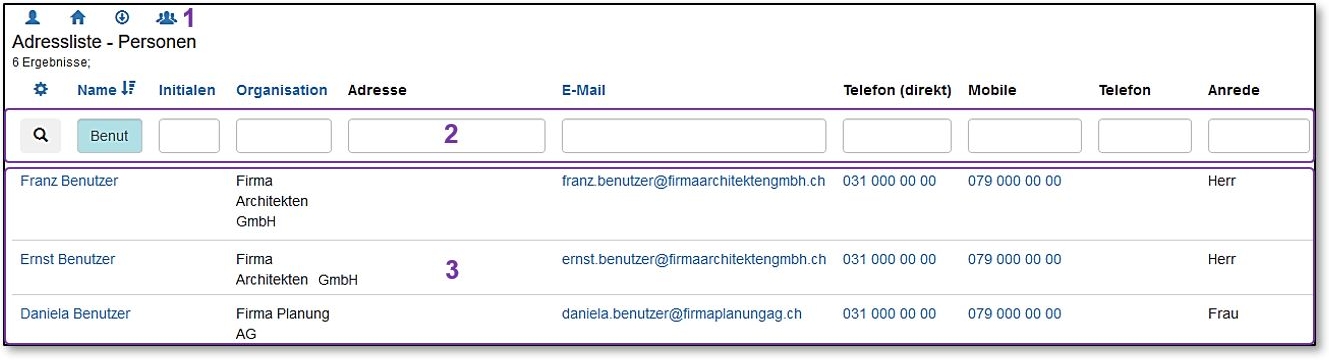 1
Adressliste - Personen
6 Ergebnisse;
Name Initialen Organisation Adresse E-Mail Telefon (direkt) Mobile Telefon Anrede
Benut 2
Franz Benutzer Firma franz.benutzer@firmaarchitektengmbh.ch 031 000 00 00 079 000 00 00 Herr
Architekten
GmbH
Ernst Benutzer Firma ernst.benutzer@firmaarchitektengmbh.ch 031 000 00 00 079 000 00 00 Herr
Architekten GmbH 3
Daniela Benutzer Firma Planung daniela.benutzer@firmaplanungag.ch 031 000 00 00 079 000 00 00 Frau
AG